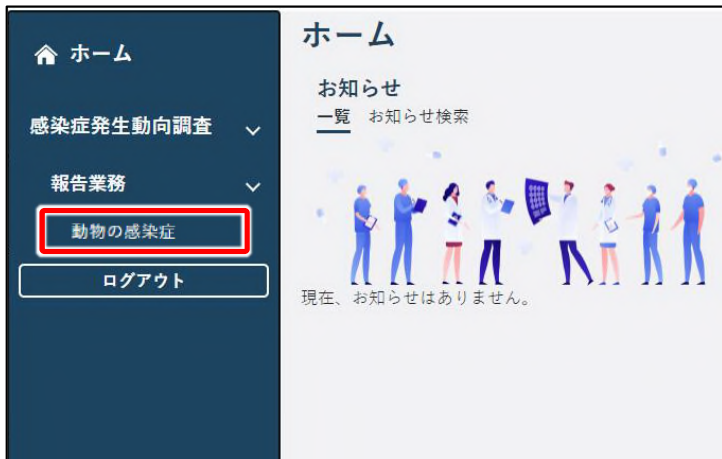 ホーム
感染症発生動向調査
報告業務
動物の感染症
ログアウト
ホーム
お知らせ
一覧 お知らせ検索
現在、お知らせはありません。